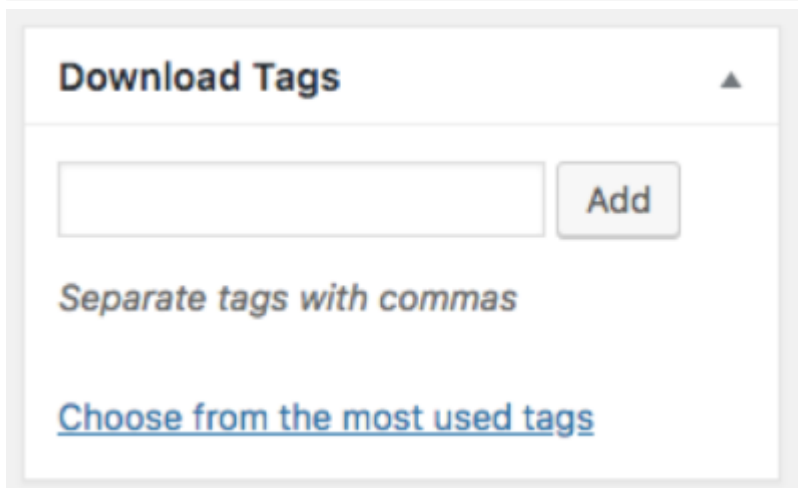 Download Tags
Add
Separate tags with commas
Choose from the most used tags